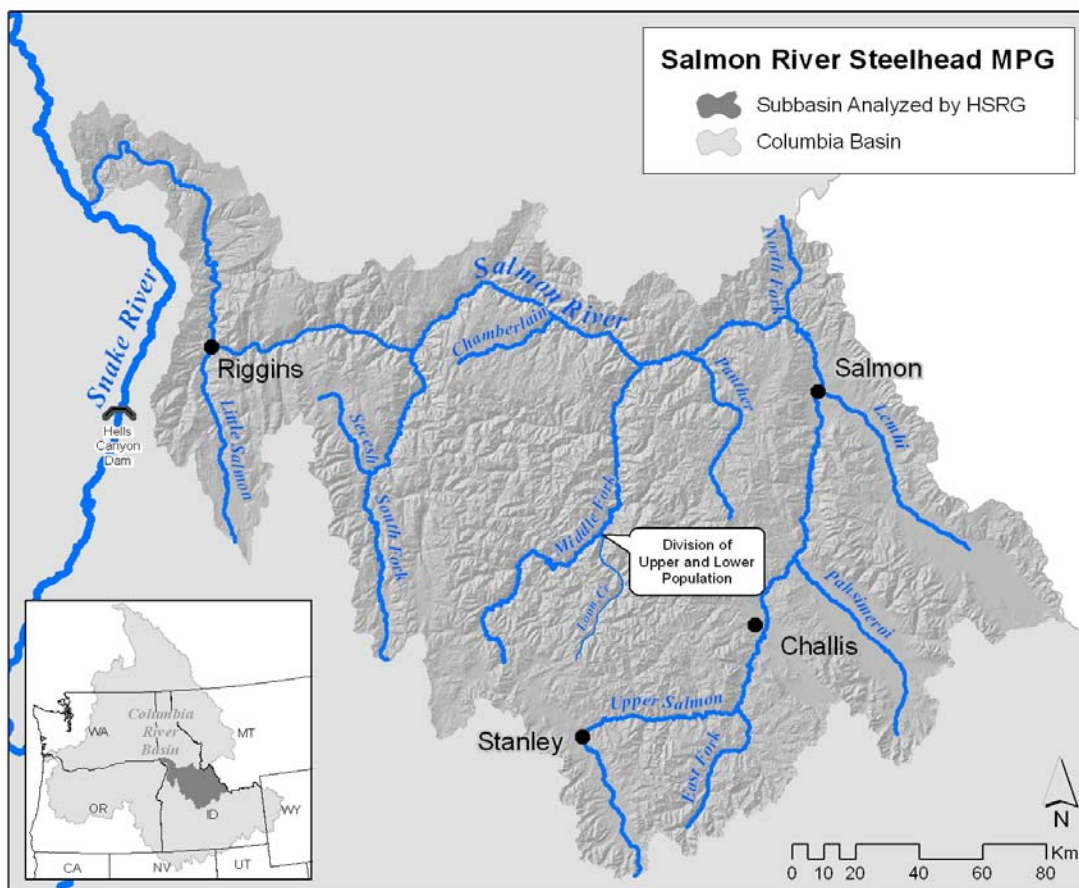 Salmon River Steelhead MPG
Subbasin Analyzed by HSRG
Columbia Basin
Snake River
Hells
Canyon
Dam
Riggins
Little Salmon
Salmon River
Chamberlain
Secesh
South Fork
Middle Fork
Panther
North Fork
Salmon
Lemhi
Division of
Upper and Lower
Population
Loon Cr
Pahsimeroi
Challis
Upper Salmon
Stanley
East Fork
Columbia
River
Basin
WA
MT
OR
ID
WY
CA
NV
UT
N
Km
0 10 20 40 60 80